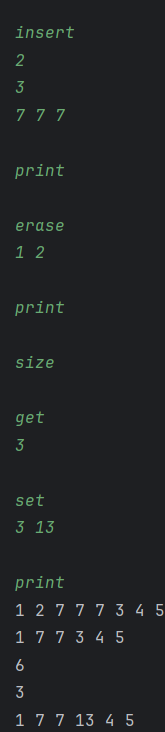 insert
2
3
7 7 7
print
erase
1 2
print
size
get
3
set
3 13
print
1 2 7 7 7 3 4 5
1 7 7 3 4 5
6
3
1 7 7 13 4 5